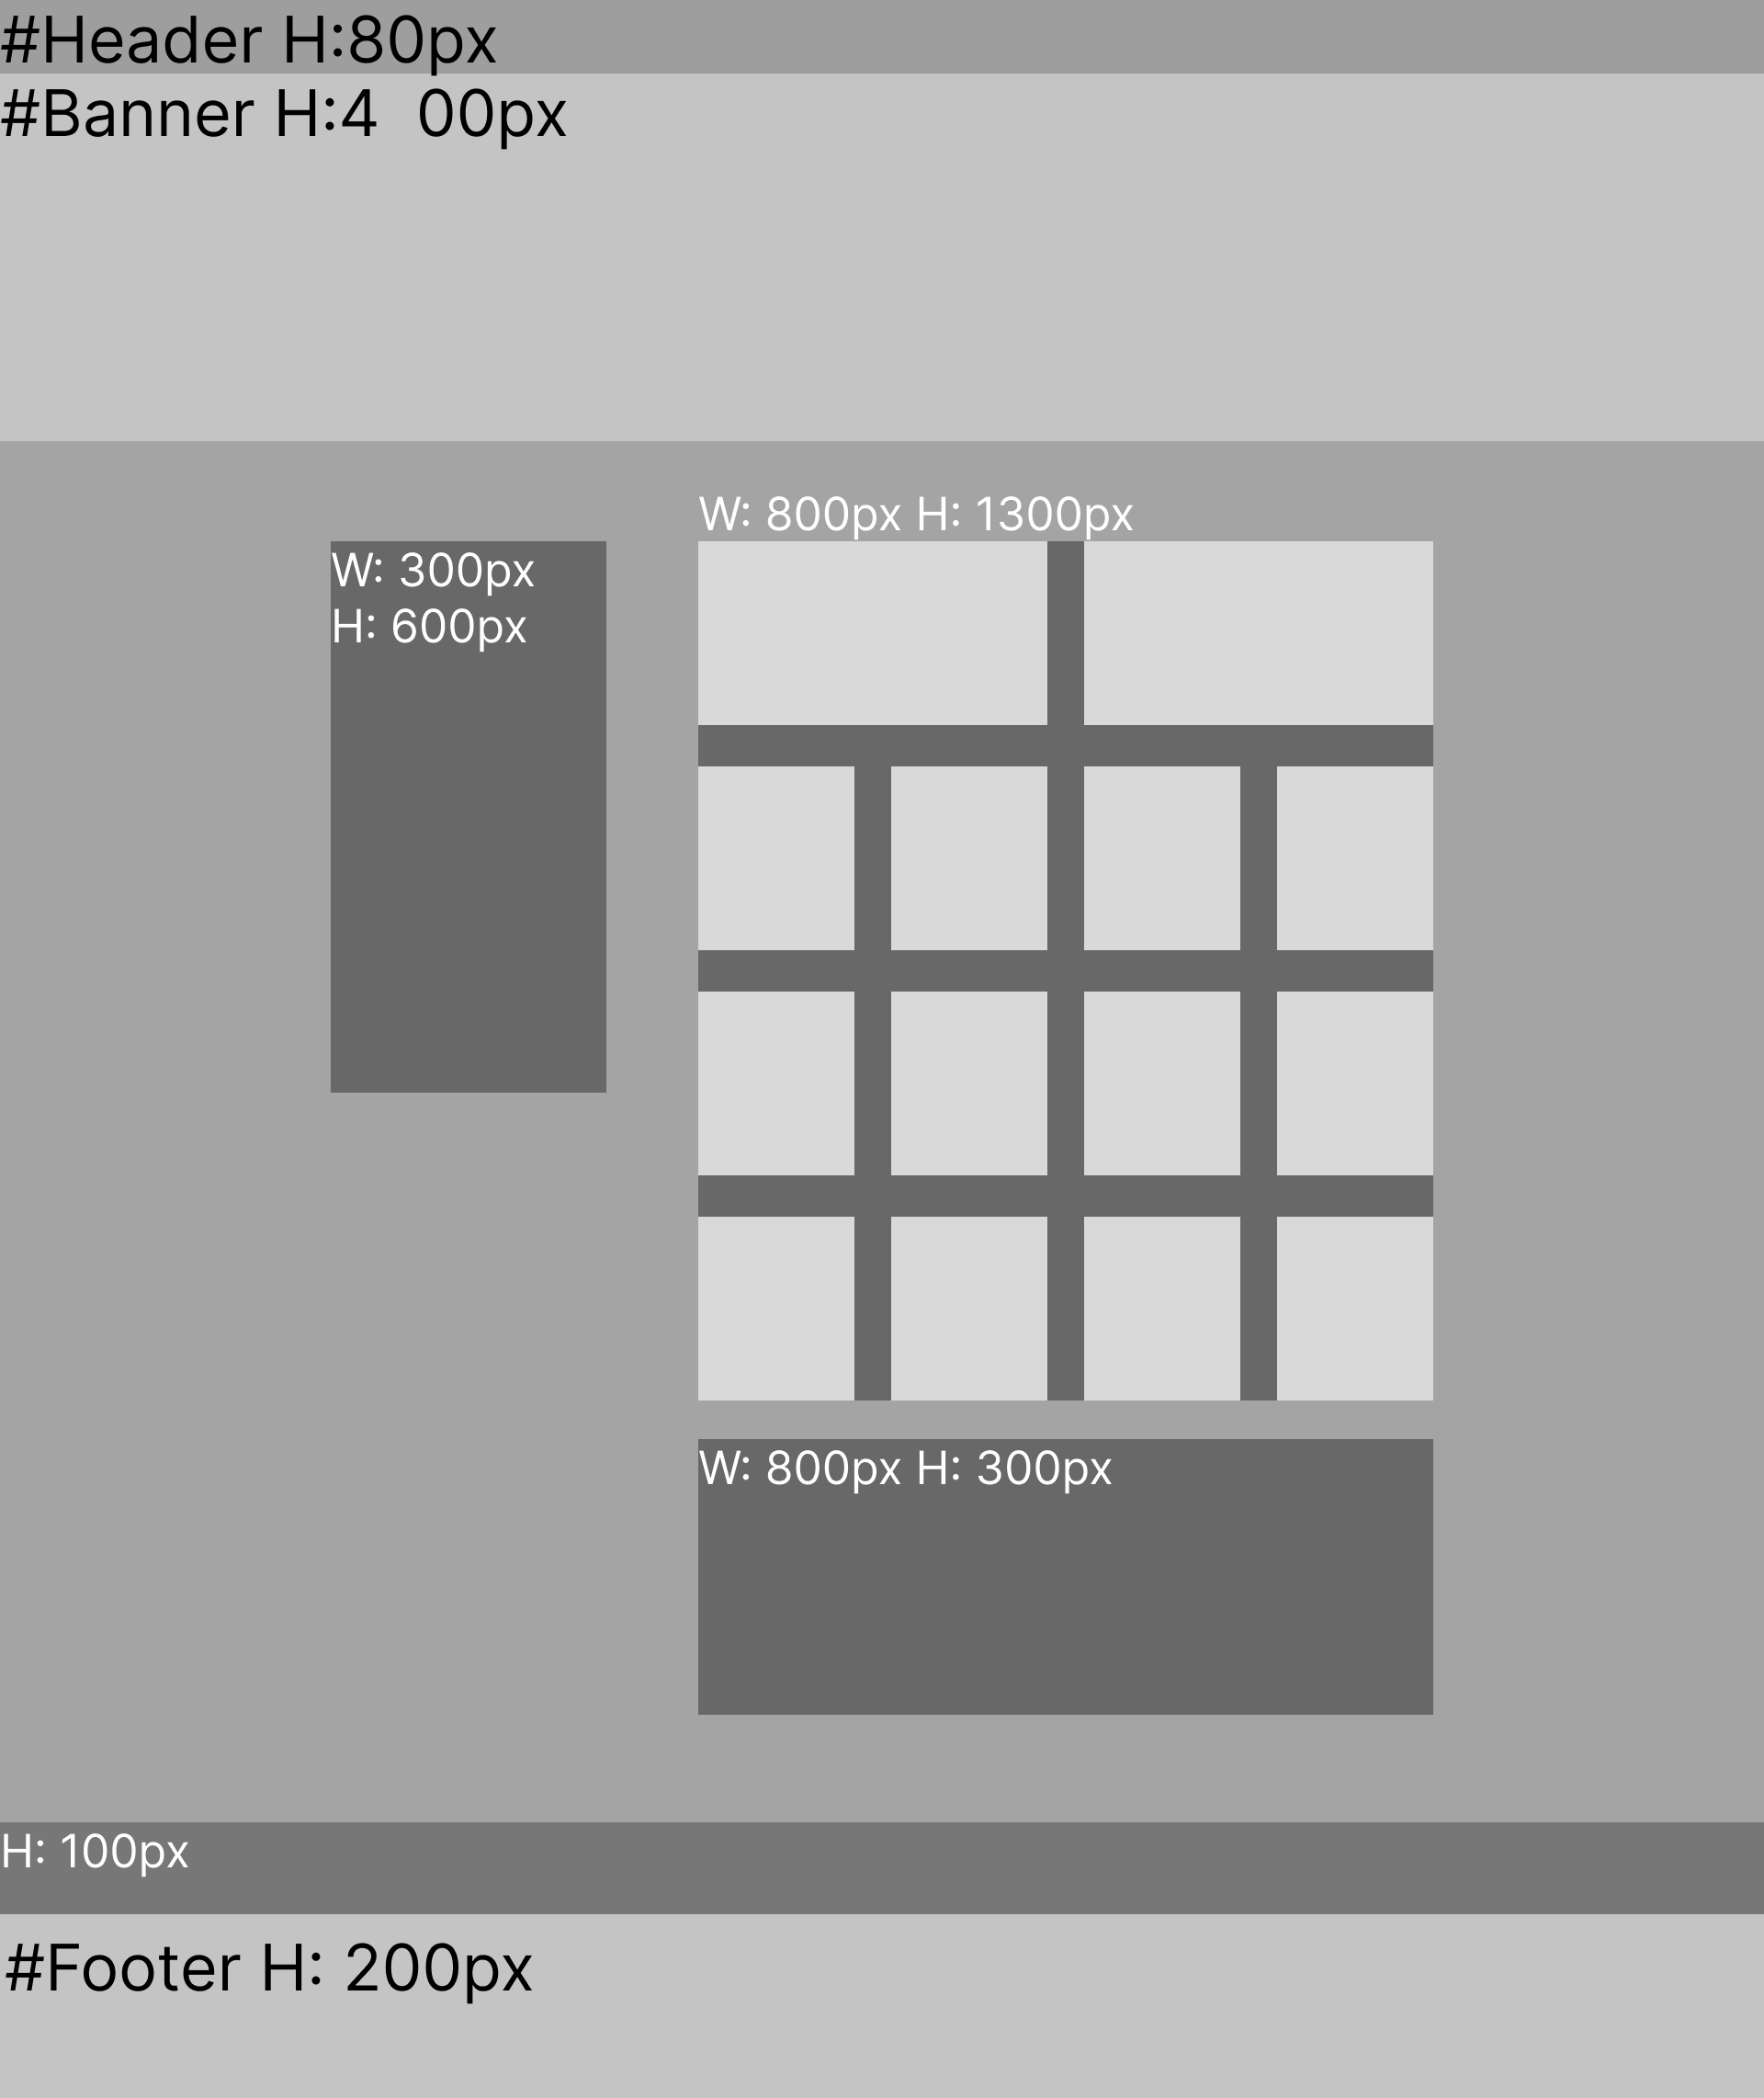 #Header H:80px
#Banner H:4  00px
W: 800px H: 1300px
W: 300px
H: 600px
W: 800px H: 300px
H: 100px
#Footer H: 200px